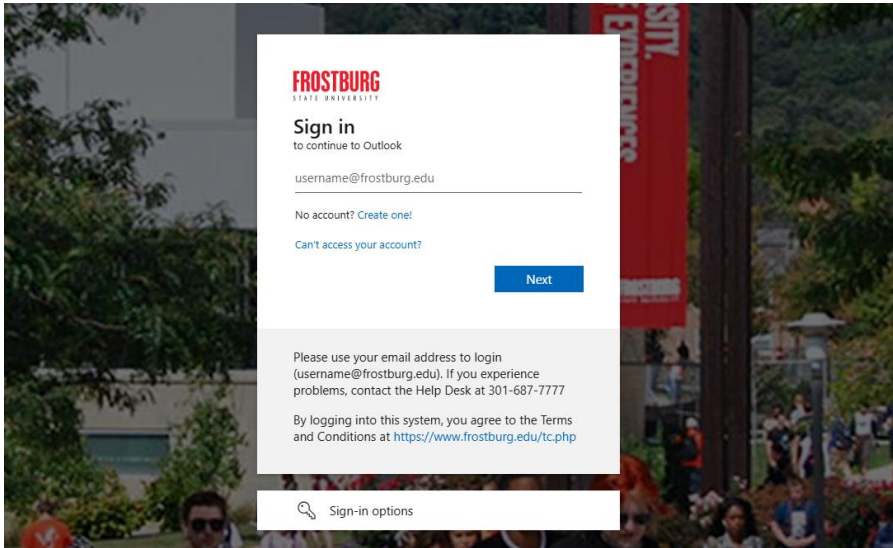 FROSTBURG
STATE UNIVERSITY
Sign in
to continue to Outlook
username@frostburg.edu
No account? Create one!
Can't access your account?
Next
Please use your email address to login
(username@frostburg.edu). If you experience
problems, contact the Help Desk at 301-687-7777
By logging into this system, you agree to the Terms
and Conditions at https://www.frostburg.edu/tc.php
Sign-in options
EXPERIENCES